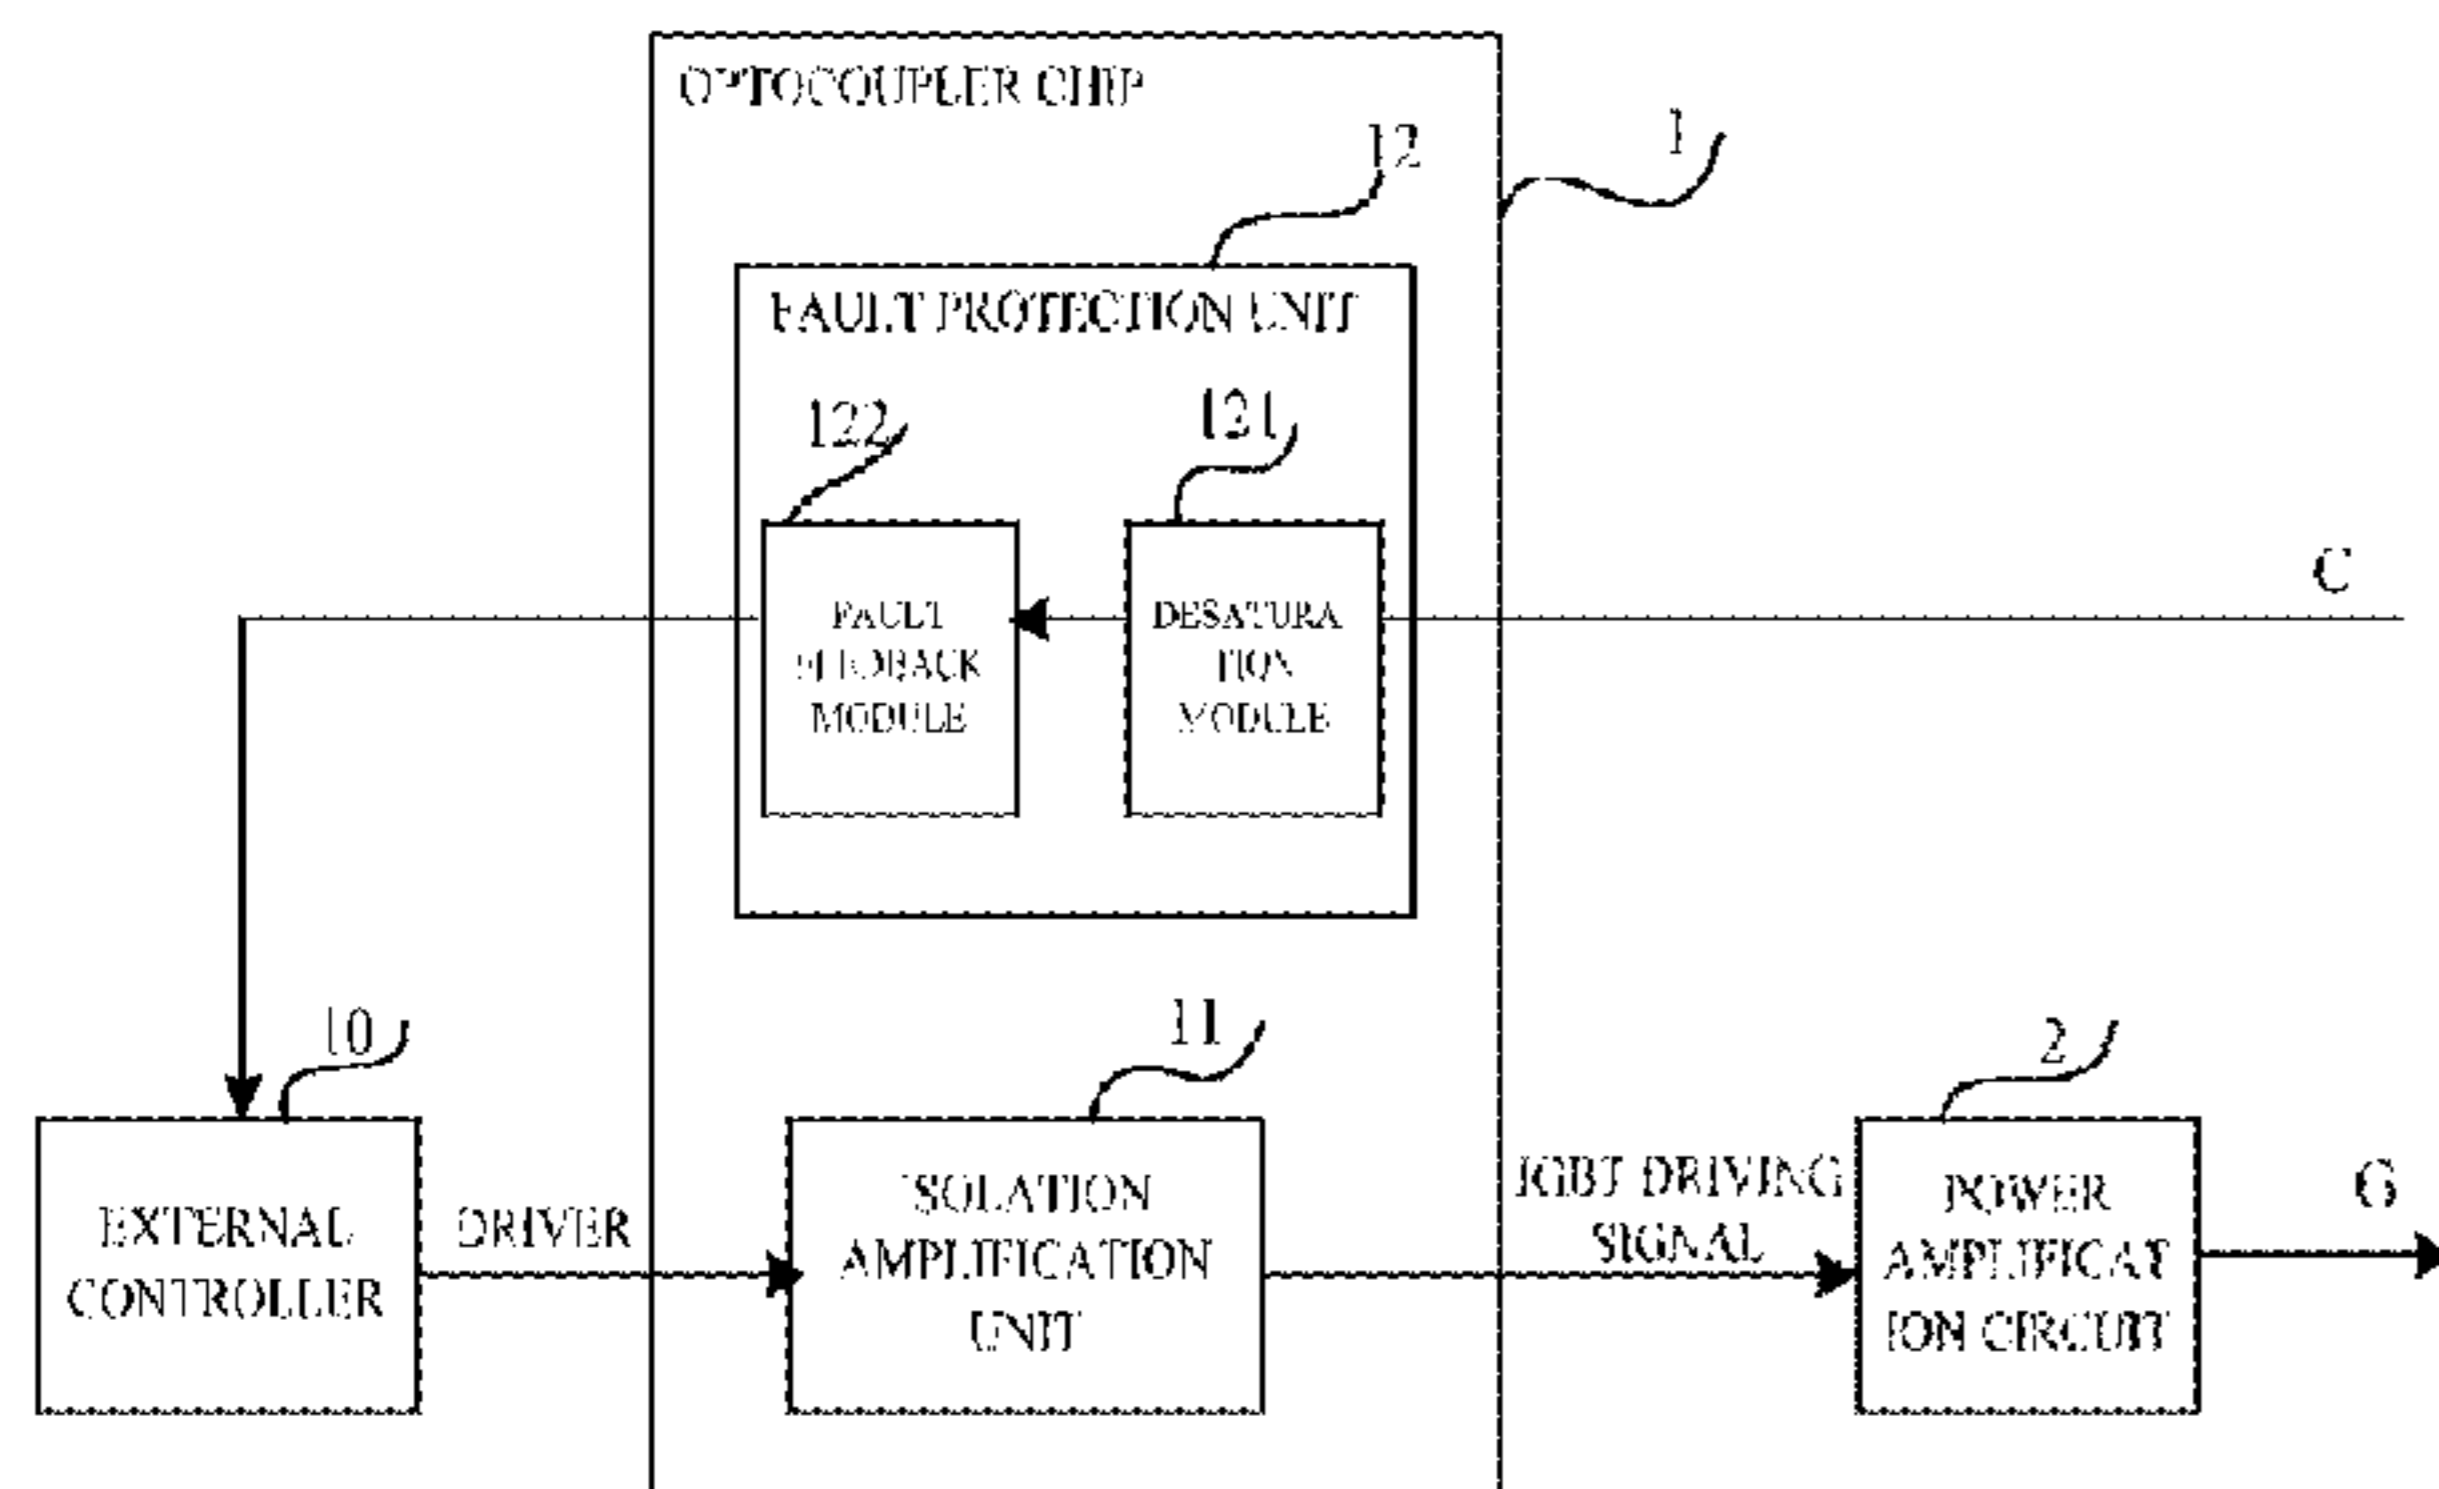 OPTOCOUPLER CHIP
12
1
FAULT PROTECTION UNIT
122
121
C
FAULT
FEEDBACK
MODULE
DESATURA
TION
MODULE
10
11
2
EXTERNAL
CONTROLLER
DRIVER
ISOLATION
AMPLIFICATION
UNIT
IGBT DRIVING
SIGNAL
POWER
AMPLIFICAT
ION CIRCUIT
G